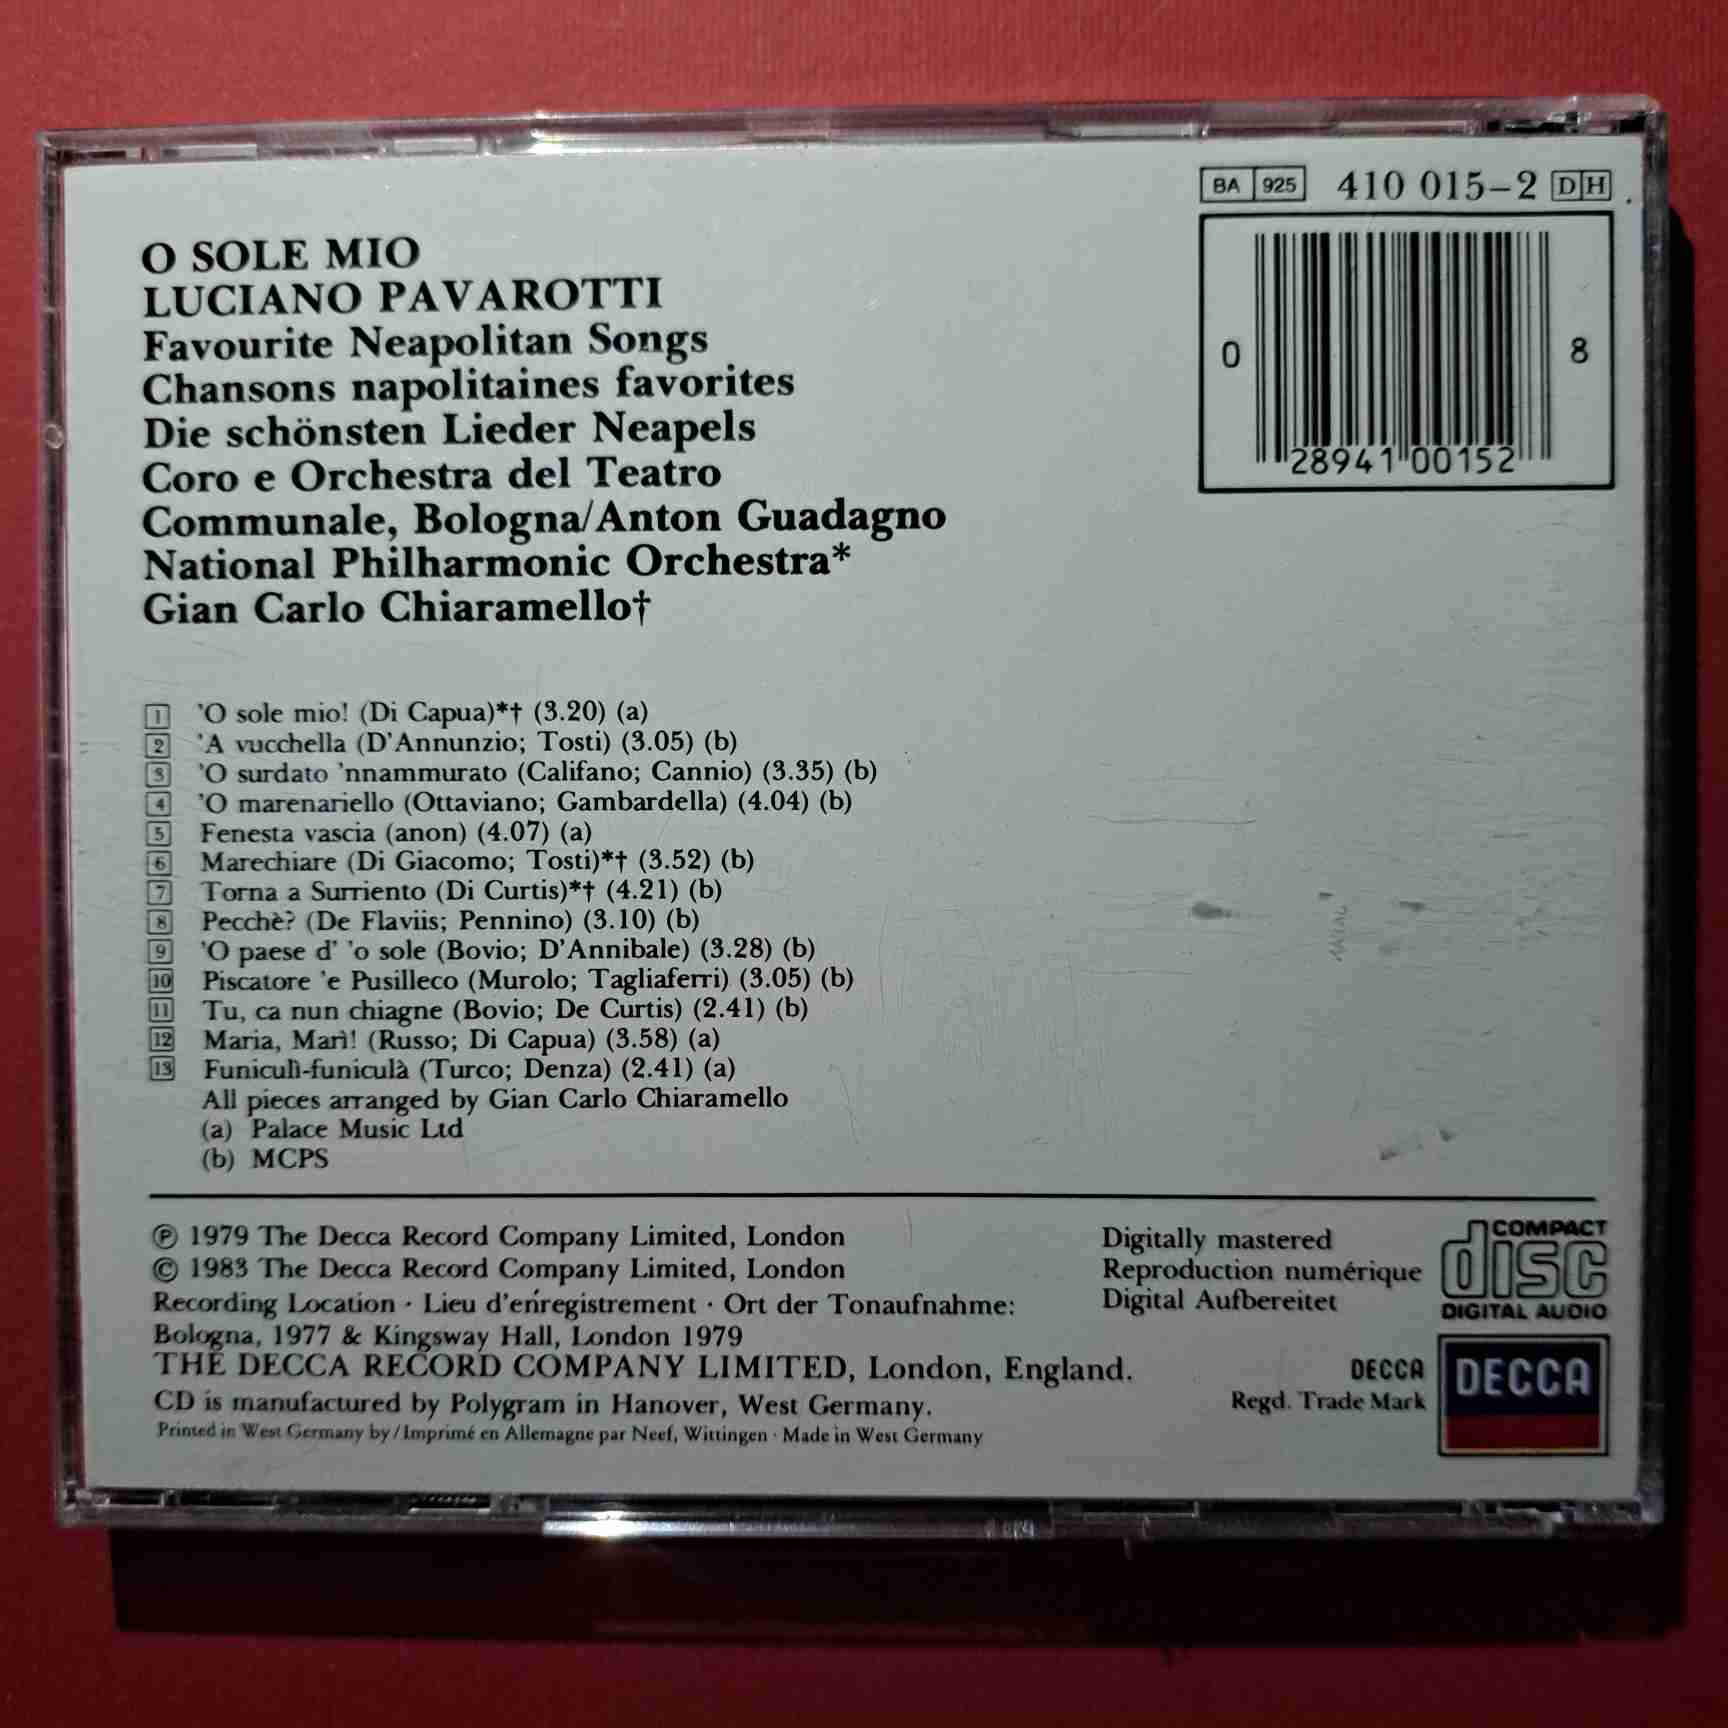 BA 925 410 015-2 DH
0 28941 00152 8
O SOLE MIO
LUCIANO PAVAROTTI
Favourite Neapolitan Songs
Chansons napolitaines favorites
Die schönsten Lieder Neapels
Coro e Orchestra del Teatro
Communale, Bologna/Anton Guadagno
National Philharmonic Orchestra*
Gian Carlo Chiaramello†
1 'O sole mio! (Di Capua)*† (3.20) (a)
2 'A vucchella (D'Annunzio; Tosti) (3.05) (b)
3 'O surdato 'nnammurato (Califano; Cannio) (3.35) (b)
4 'O marenariello (Ottaviano; Gambardella) (4.04) (b)
5 Fenesta vascia (anon) (4.07) (a)
6 Marechiare (Di Giacomo; Tosti)*† (3.52) (b)
7 Torna a Surriento (Di Curtis)*† (4.21) (b)
8 Pecchè? (De Flaviis; Pennino) (3.10) (b)
9 'O paese d' 'o sole (Bovio; D'Annibale) (3.28) (b)
10 Piscatore 'e Pusilleco (Murolo; Tagliaferri) (3.05) (b)
11 Tu, ca nun chiagne (Bovio; De Curtis) (2.41) (b)
12 Maria, Marì! (Russo; Di Capua) (3.58) (a)
13 Funiculì-funiculà (Turco; Denza) (2.41) (a)
All pieces arranged by Gian Carlo Chiaramello
(a) Palace Music Ltd
(b) MCPS
℗ 1979 The Decca Record Company Limited, London
© 1983 The Decca Record Company Limited, London
Recording Location · Lieu d'enregistrement · Ort der Tonaufnahme:
Bologna, 1977 & Kingsway Hall, London 1979
THE DECCA RECORD COMPANY LIMITED, London, England.
CD is manufactured by Polygram in Hanover, West Germany.
Printed in West Germany by / Imprimé en Allemagne par Neef, Wittingen · Made in West Germany
Digitally mastered
Reproduction numérique
Digital Aufbereitet
COMPACT
disc
DIGITAL AUDIO
DECCA
Regd. Trade Mark
DECCA